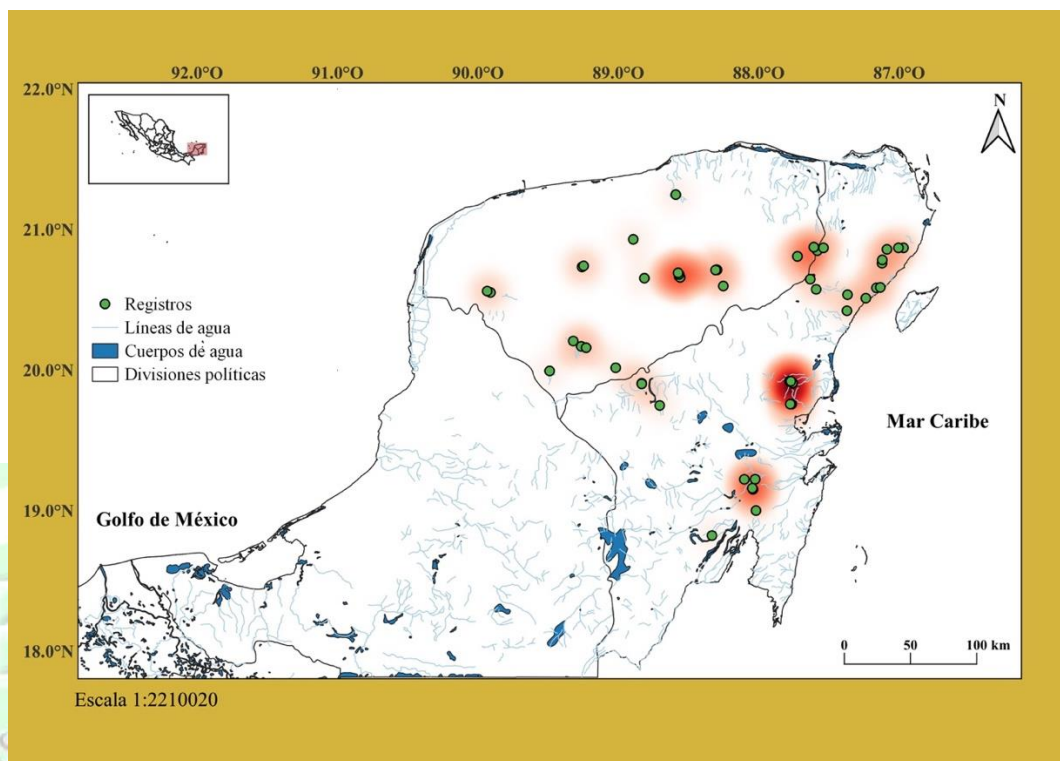 92.0°O 91.0°O 90.0°O 89.0°O 88.0°O 87.0°O
22.0°N
N
21.0°N
Registros
Líneas de agua
Cuerpos de agua
Divisiones políticas
20.0°N
Mar Caribe
19.0°N
Golfo de México
18.0°N
0 50 100 km
Escala 1:2210020